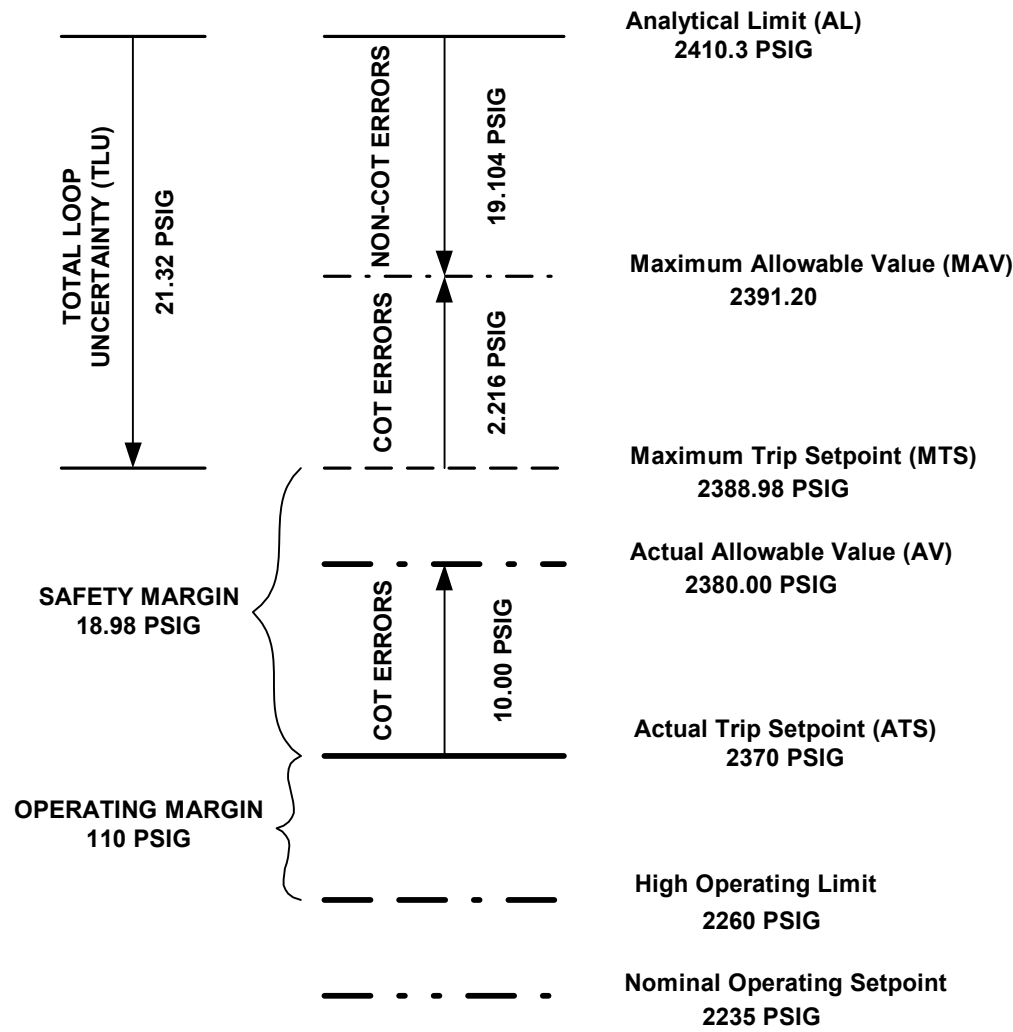 Analytical Limit (AL)
2410.3 PSIG
TOTAL LOOP
UNCERTAINTY (TLU)
21.32 PSIG
NON-COT ERRORS
19.104 PSIG
Maximum Allowable Value (MAV)
2391.20
COT ERRORS
2.216 PSIG
Maximum Trip Setpoint (MTS)
2388.98 PSIG
Actual Allowable Value (AV)
2380.00 PSIG
SAFETY MARGIN
18.98 PSIG
COT ERRORS
10.00 PSIG
Actual Trip Setpoint (ATS)
2370 PSIG
OPERATING MARGIN
110 PSIG
High Operating Limit
2260 PSIG
Nominal Operating Setpoint
2235 PSIG